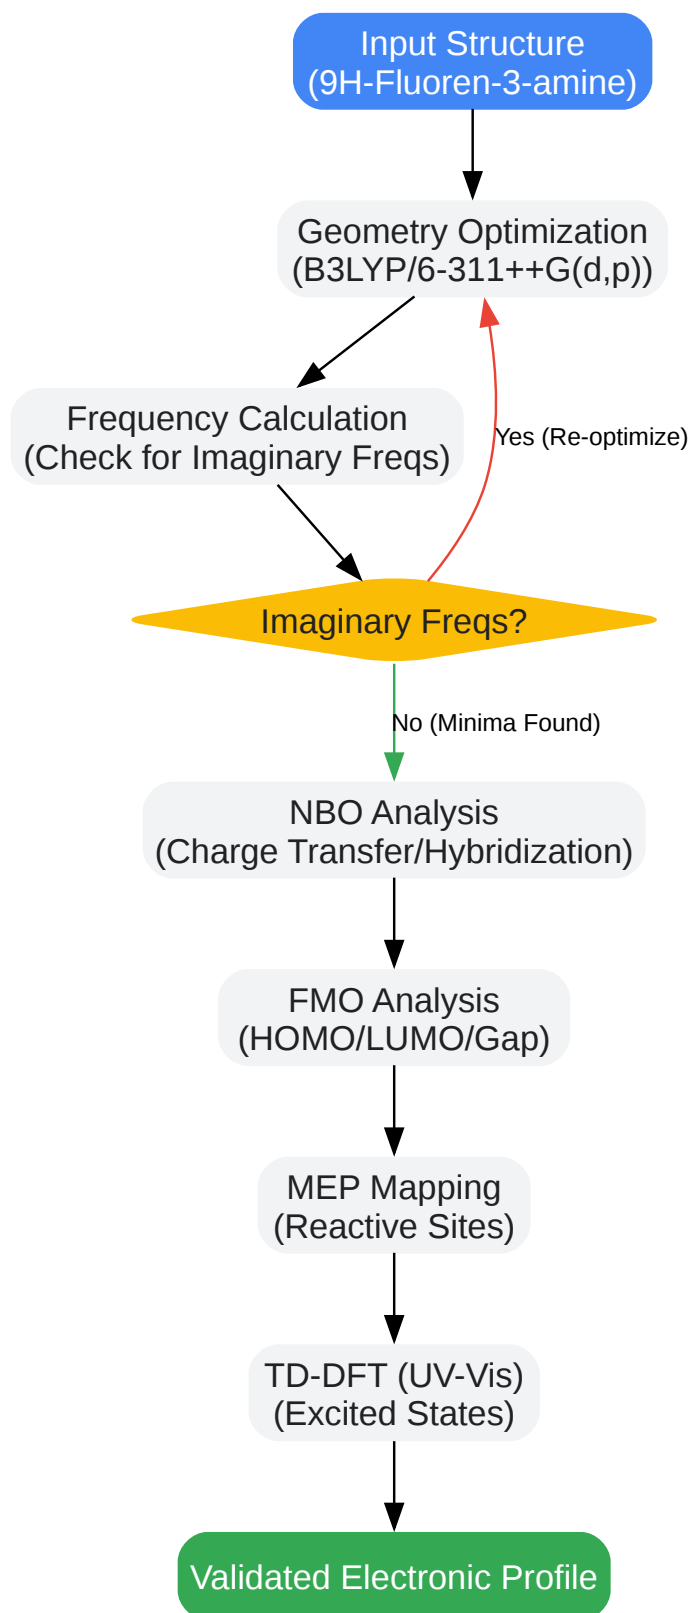 Input Structure
(9H-Fluoren-3-amine)
Geometry Optimization
(B3LYP/6-311++G(d,p))
Frequency Calculation
(Check for Imaginary Freqs)
Yes (Re-optimize)
Imaginary Freqs?
No (Minima Found)
NBO Analysis
(Charge Transfer/Hybridization)
FMO Analysis
(HOMO/LUMO/Gap)
MEP Mapping
(Reactive Sites)
TD-DFT (UV-Vis)
(Excited States)
Validated Electronic Profile